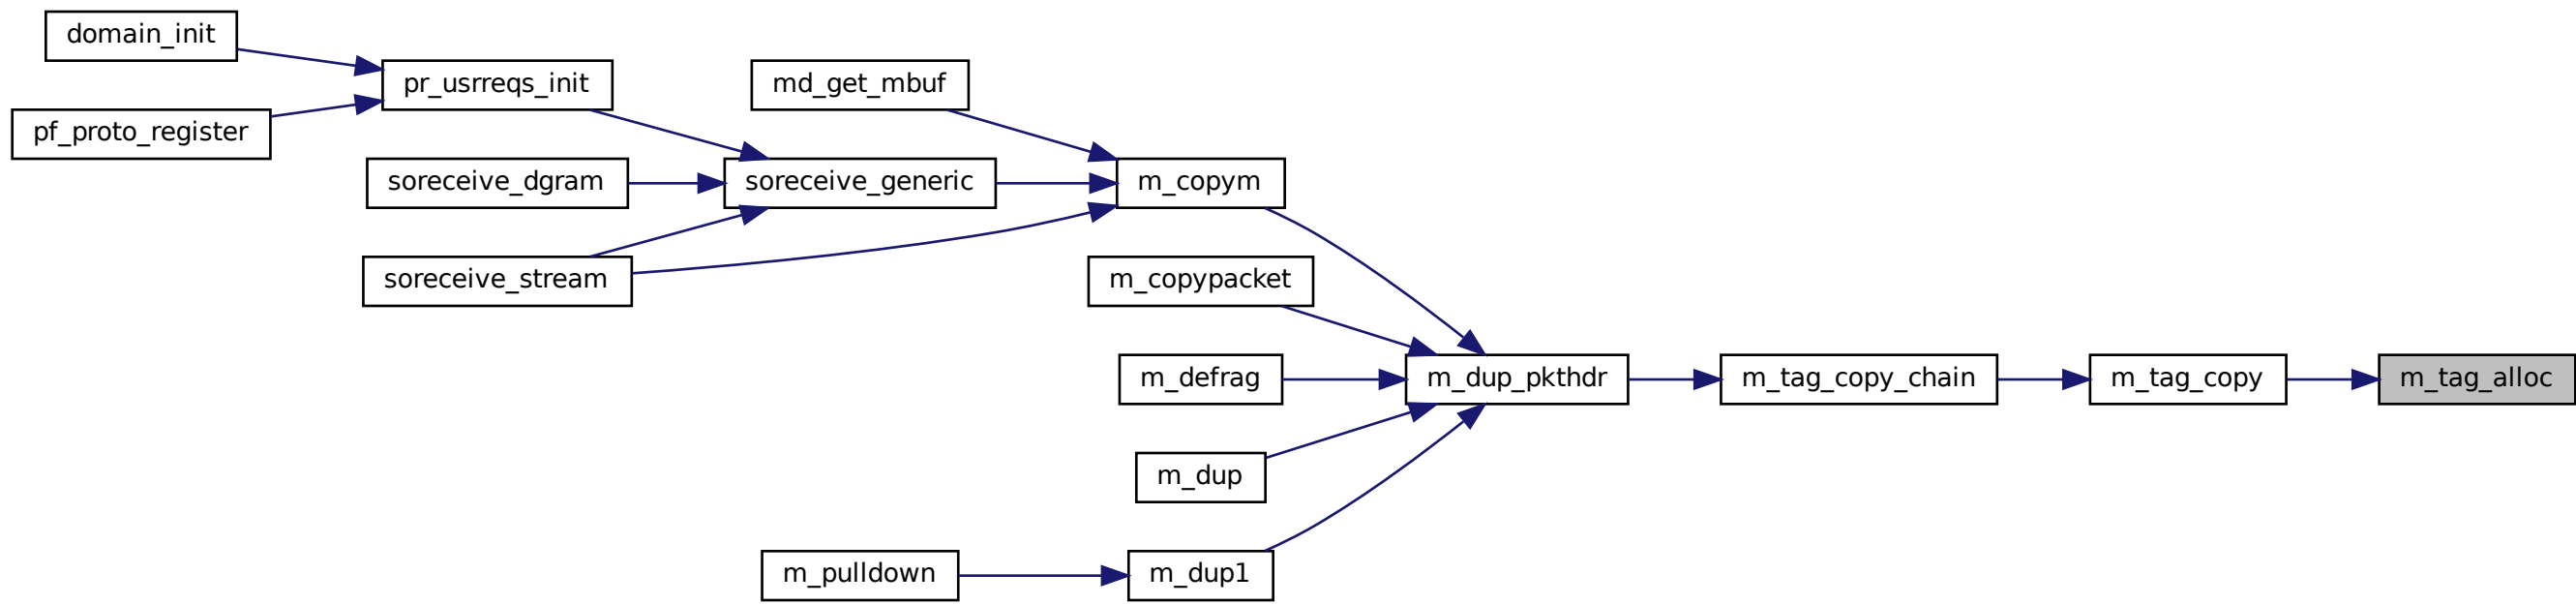 domain_init
pr_usrreqs_init
md_get_mbuf
pf_proto_register
soreceive_dgram
soreceive_generic
m_copym
soreceive_stream
m_copypacket
m_defrag
m_dup_pkthdr
m_tag_copy_chain
m_tag_copy
m_tag_alloc
m_dup
m_pulldown
m_dup1